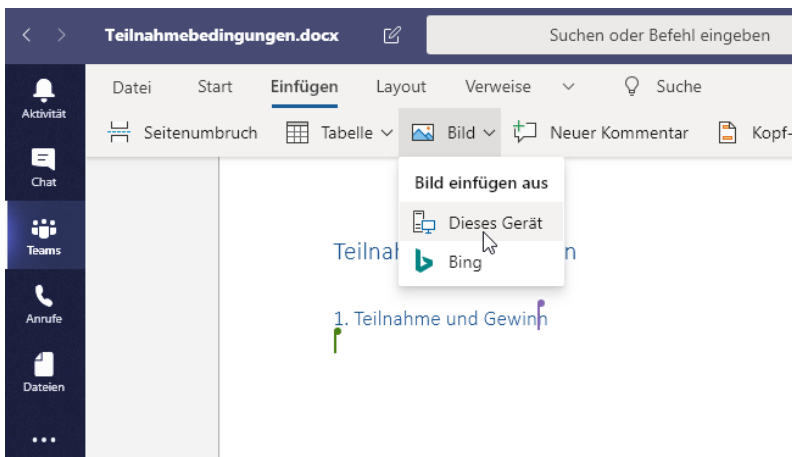 Teilnahmebedingungen.docx
Suchen oder Befehl eingeben
Datei Start Einfügen Layout Verweise Suche
Seitenumbruch Tabelle Bild Neuer Kommentar Kopf-
Aktivität
Chat
Teams
Anrufe
Dateien
Bild einfügen aus
Dieses Gerät
Bing
1. Teilnahme und Gewinn